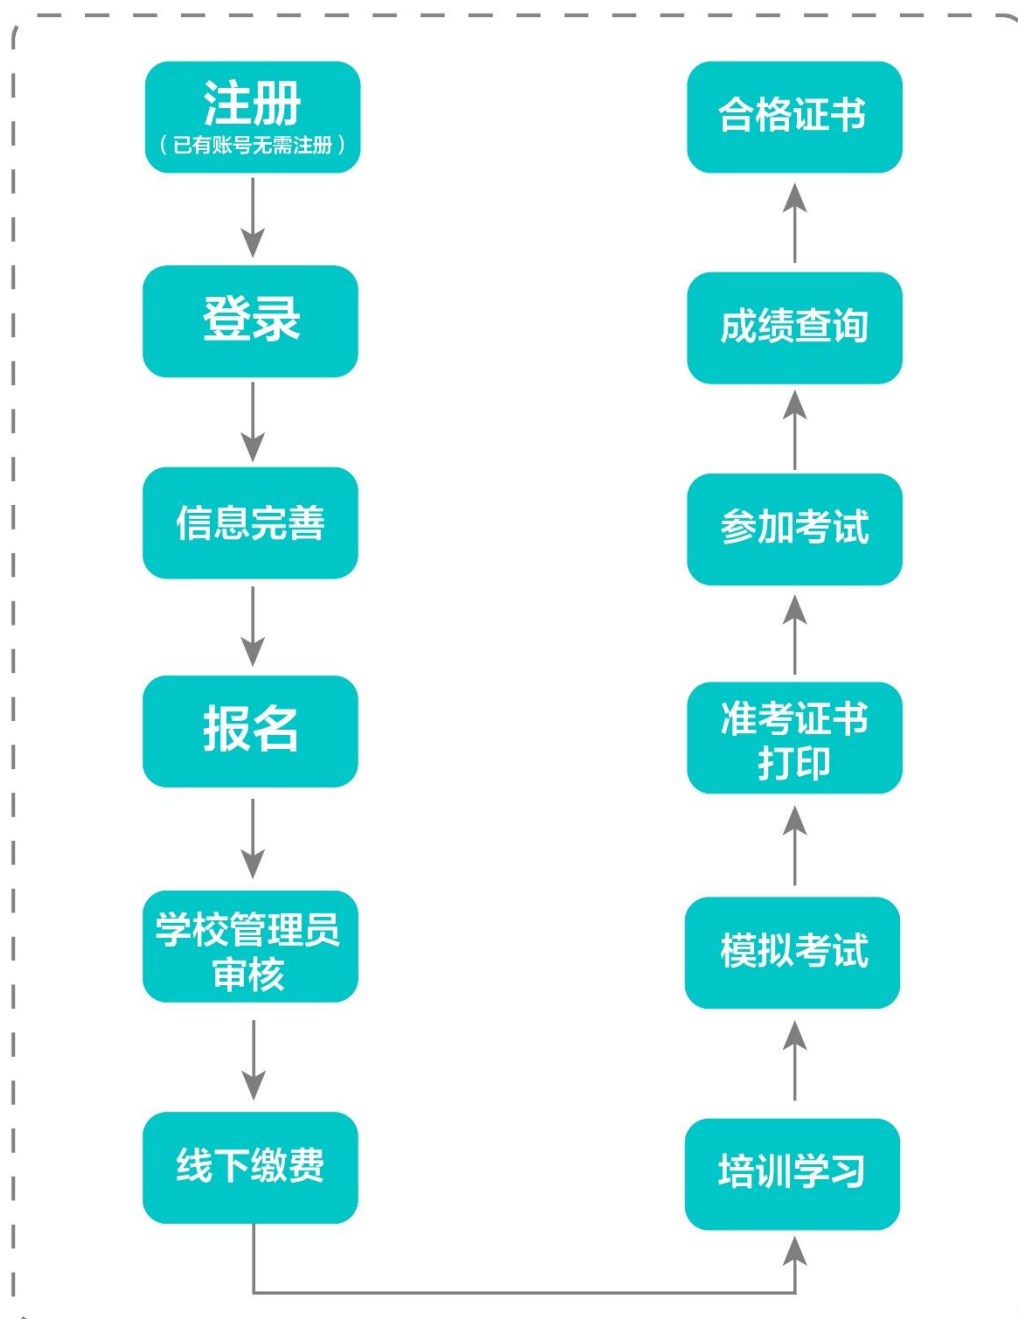 注册
（已有账号无需注册）
登录
信息完善
报名
学校管理员
审核
线下缴费
培训学习
模拟考试
准考证书
打印
参加考试
成绩查询
合格证书